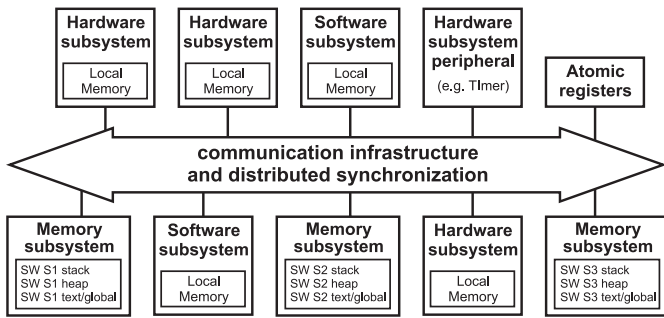 Hardware
subsystem
Local
Memory
Hardware
subsystem
Local
Memory
Software
subsystem
Local
Memory
Hardware
subsystem
peripheral
(e.g. TImer)
Atomic
registers
communication infrastructure
and distributed synchronization
Memory
subsystem
SW S1 stack
SW S1 heap
SW S1 text/global
Software
subsystem
Local
Memory
Memory
subsystem
SW S2 stack
SW S2 heap
SW S2 text/global
Hardware
subsystem
Local
Memory
Memory
subsystem
SW S3 stack
SW S3 heap
SW S3 text/global